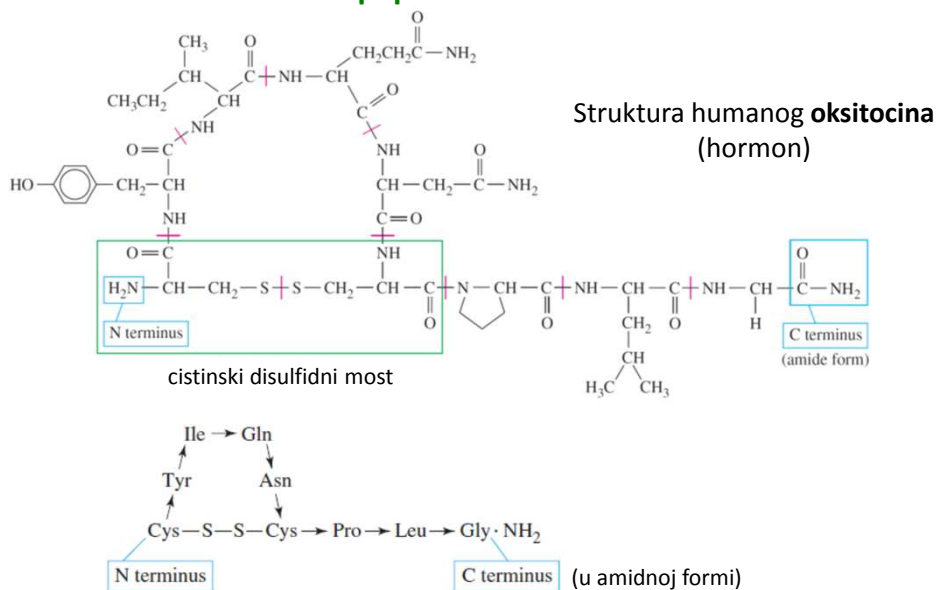 O
CH3 O CH2CH2C—NH2
CH C—NH—CH
O
CH3CH2 CH C
NH
O=C NH O
HO CH2—CH CH—CH2—C—NH2
NH C=O
O=C NH
H2N—CH—CH2—S—S—CH2—CH—C—N—CH—C—NH—CH—C—NH—CH—C—NH2
O
O O CH2 O H
N terminus
CH
H3C CH3
C terminus
(amide form)
Struktura humanog oksitocina
(hormon)
cistinski disulfidni most
Ile → Gln
Tyr Asn
Cys—S—S—Cys → Pro → Leu → Gly · NH2
N terminus C terminus (u amidnoj formi)